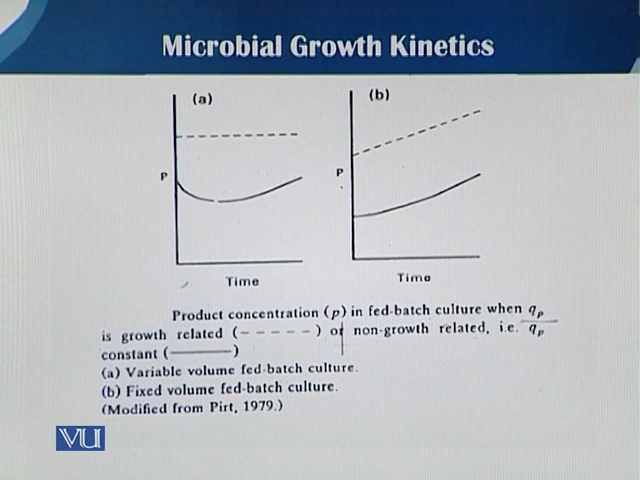 Microbial Growth Kinetics
(a)
(b)
P
P
Time
Time
Product concentration (p) in fed-batch culture when qp
is growth related (- - - - -) or non-growth related, i.e. qp
constant (———)
(a) Variable volume fed-batch culture.
(b) Fixed volume fed-batch culture.
(Modified from Pirt, 1979.)
VU